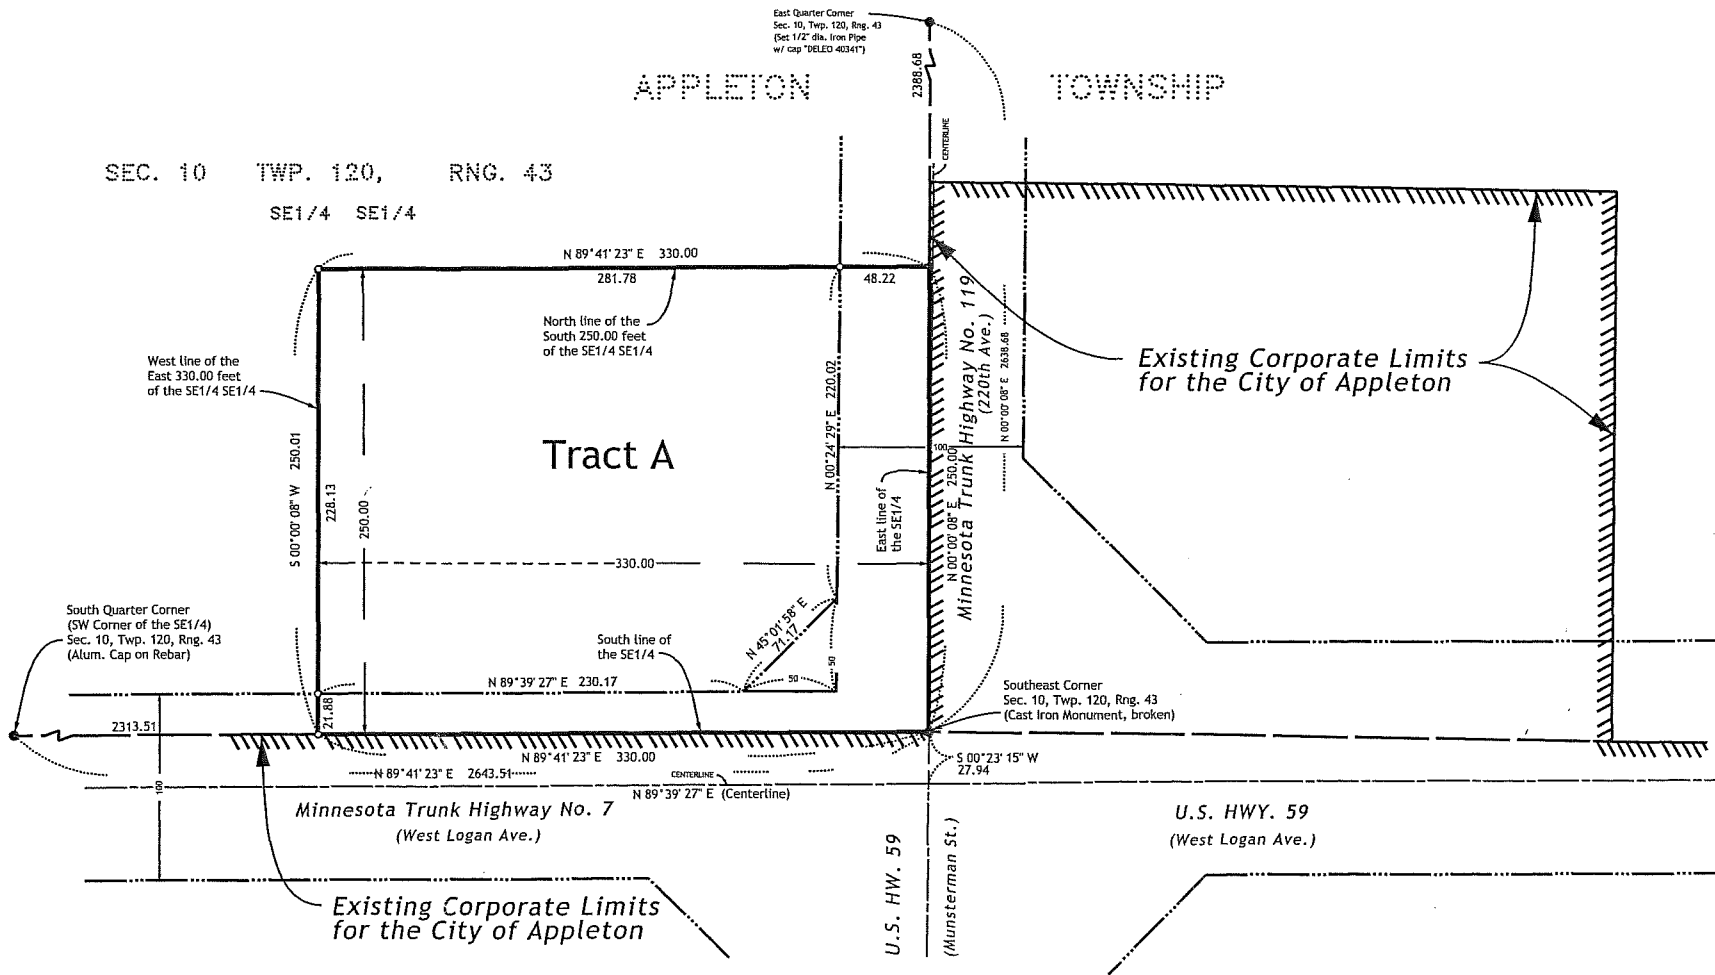 East Quarter Corner
Sec. 10, Twp. 120, Rng. 43
(Set 1/2" dia. Iron Pipe
w/ cap "DELEO 40341")
2388.68
APPLETON TOWNSHIP
CENTERLINE
SEC. 10 TWP. 120, RNG. 43
SE1/4 SE1/4
N 89°41'23" E 330.00
281.78
48.22
North line of the
South 250.00 feet
of the SE1/4 SE1/4
West line of the
East 330.00 feet
of the SE1/4 SE1/4
S 00°00'08" W 250.01
228.13
250.00
Tract A
N 00°24'29" E 220.02
100
East line of
the SE1/4
N 00°00'08" E 250.00
Minnesota Trunk Highway No. 119
(220th Ave.)
N 00°00'08" E 2638.68
Existing Corporate Limits
for the City of Appleton
330.00
South Quarter Corner
(SW Corner of the SE1/4)
Sec. 10, Twp. 120, Rng. 43
(Alum. Cap on Rebar)
South line of
the SE1/4
N 45°01'58" E
71.17
50
50
N 89°39'27" E 230.17
21.88
2313.51
Southeast Corner
Sec. 10, Twp. 120, Rng. 43
(Cast Iron Monument, broken)
N 89°41'23" E 330.00
S 00°23'15" W
27.94
N 89°41'23" E 2643.51
CENTERLINE
N 89°39'27" E (Centerline)
100
Minnesota Trunk Highway No. 7
(West Logan Ave.)
U.S. HWY. 59
(West Logan Ave.)
U.S. HW. 59
(Munsterman St.)
Existing Corporate Limits
for the City of Appleton